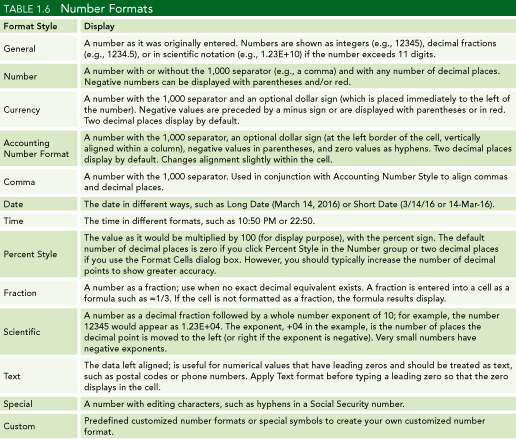 TABLE 1.6 Number Formats
Format Style Display
General A number as it was originally entered. Numbers are shown as integers (e.g., 12345), decimal fractions
(e.g., 1234.5), or in scientific notation (e.g., 1.23E+10) if the number exceeds 11 digits.
Number A number with or without the 1,000 separator (e.g., a comma) and with any number of decimal places.
Negative numbers can be displayed with parentheses and/or red.
Currency A number with the 1,000 separator and an optional dollar sign (which is placed immediately to the left of
the number). Negative values are preceded by a minus sign or are displayed with parentheses or in red.
Two decimal places display by default.
Accounting Number Format A number with the 1,000 separator, an optional dollar sign (at the left border of the cell, vertically
aligned within a column), negative values in parentheses, and zero values as hyphens. Two decimal places
display by default. Changes alignment slightly within the cell.
Comma A number with the 1,000 separator. Used in conjunction with Accounting Number Style to align commas
and decimal places.
Date The date in different ways, such as Long Date (March 14, 2016) or Short Date (3/14/16 or 14-Mar-16).
Time The time in different formats, such as 10:50 PM or 22:50.
Percent Style The value as it would be multiplied by 100 (for display purpose), with the percent sign. The default
number of decimal places is zero if you click Percent Style in the Number group or two decimal places
if you use the Format Cells dialog box. However, you should typically increase the number of decimal
points to show greater accuracy.
Fraction A number as a fraction; use when no exact decimal equivalent exists. A fraction is entered into a cell as a
formula such as =1/3. If the cell is not formatted as a fraction, the formula results display.
Scientific A number as a decimal fraction followed by a whole number exponent of 10; for example, the number
12345 would appear as 1.23E+04. The exponent, +04 in the example, is the number of places the
decimal point is moved to the left (or right if the exponent is negative). Very small numbers have
negative exponents.
Text The data left aligned; is useful for numerical values that have leading zeros and should be treated as text,
such as postal codes or phone numbers. Apply Text format before typing a leading zero so that the zero
displays in the cell.
Special A number with editing characters, such as hyphens in a Social Security number.
Custom Predefined customized number formats or special symbols to create your own customized number
format.